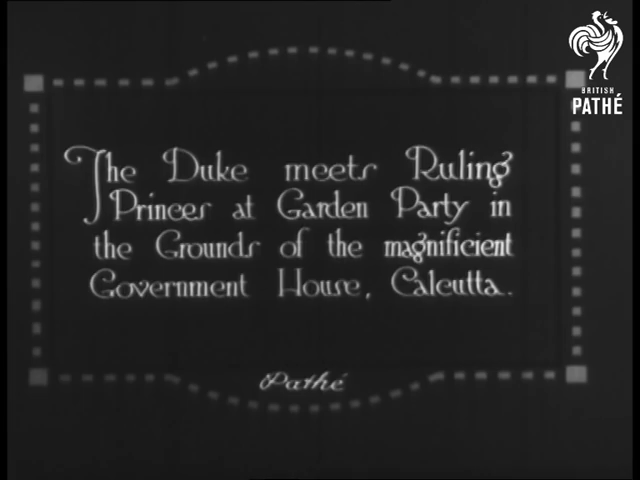 BRITISH
PATHÉ
The Duke meets Ruling
Princes at Garden Party in
the Grounds of the magnificient
Government House, Calcutta.
Pathé